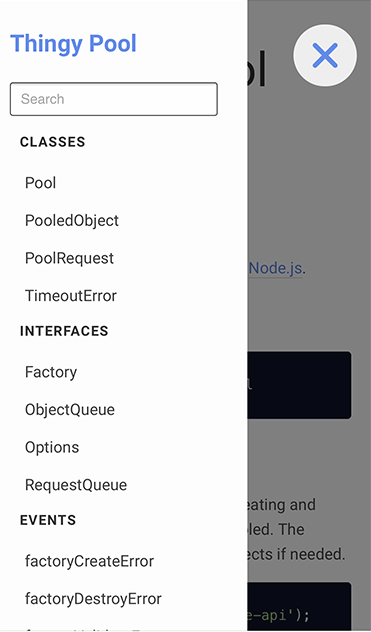 Thingy Pool
Search
CLASSES
Pool
PooledObject
PoolRequest
TimeoutError
INTERFACES
Factory
ObjectQueue
Options
RequestQueue
EVENTS
factoryCreateError
factoryDestroyError
ol
Node.js.
eating and
led. The
ects if needed.
e-api');